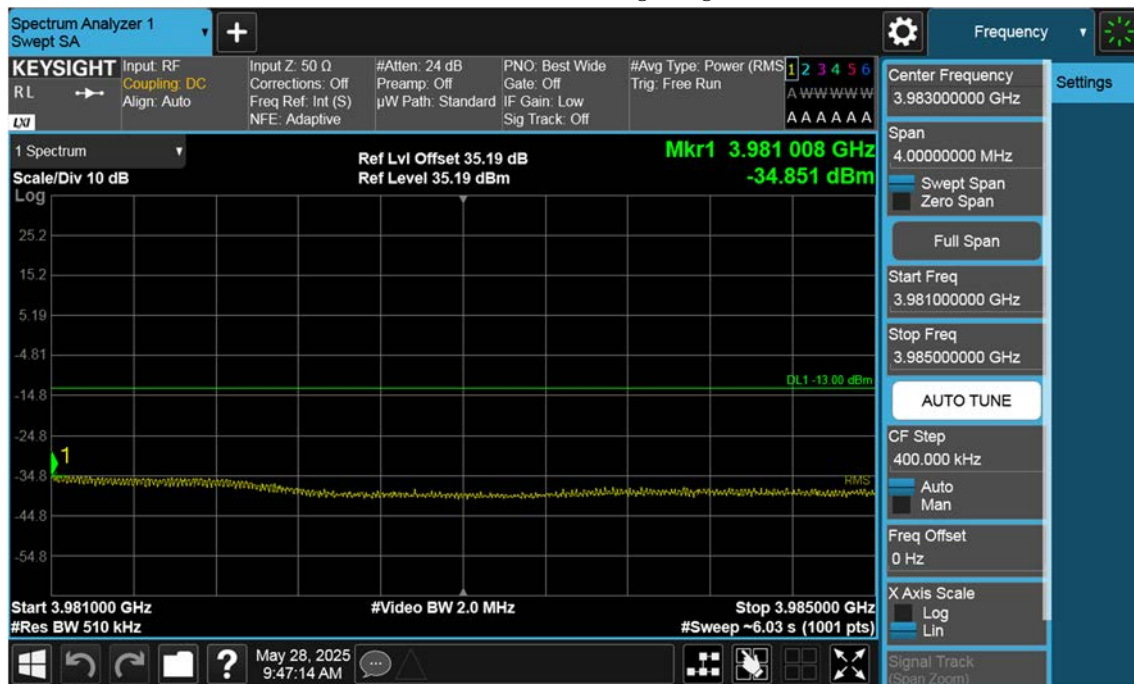 Spectrum Analyzer 1
Swept SA
Frequency
KEYSIGHT
RL
LXI
Input: RF
Coupling: DC
Align: Auto
Input Z: 50 Ω
Corrections: Off
Freq Ref: Int (S)
NFE: Adaptive
#Atten: 24 dB
Preamp: Off
µW Path: Standard
PNO: Best Wide
Gate: Off
IF Gain: Low
Sig Track: Off
#Avg Type: Power (RMS
Trig: Free Run
1 2 3 4 5 6
A W W W W W
A A A A A A
Center Frequency
3.983000000 GHz
Settings
Span
4.00000000 MHz
Swept Span
Zero Span
Full Span
Start Freq
3.981000000 GHz
Stop Freq
3.985000000 GHz
AUTO TUNE
CF Step
400.000 kHz
Auto
Man
Freq Offset
0 Hz
X Axis Scale
Log
Lin
Signal Track
(Span Zoom)
1 Spectrum
Scale/Div 10 dB
Log
Ref Lvl Offset 35.19 dB
Ref Level 35.19 dBm
Mkr1 3.981 008 GHz
-34.851 dBm
25.2
15.2
5.19
-4.81
DL1 -13.00 dBm
-14.8
-24.8
1
-34.8
RMS
-44.8
-54.8
Start 3.981000 GHz
#Res BW 510 kHz
#Video BW 2.0 MHz
Stop 3.985000 GHz
#Sweep ~6.03 s (1001 pts)
?
May 28, 2025
9:47:14 AM